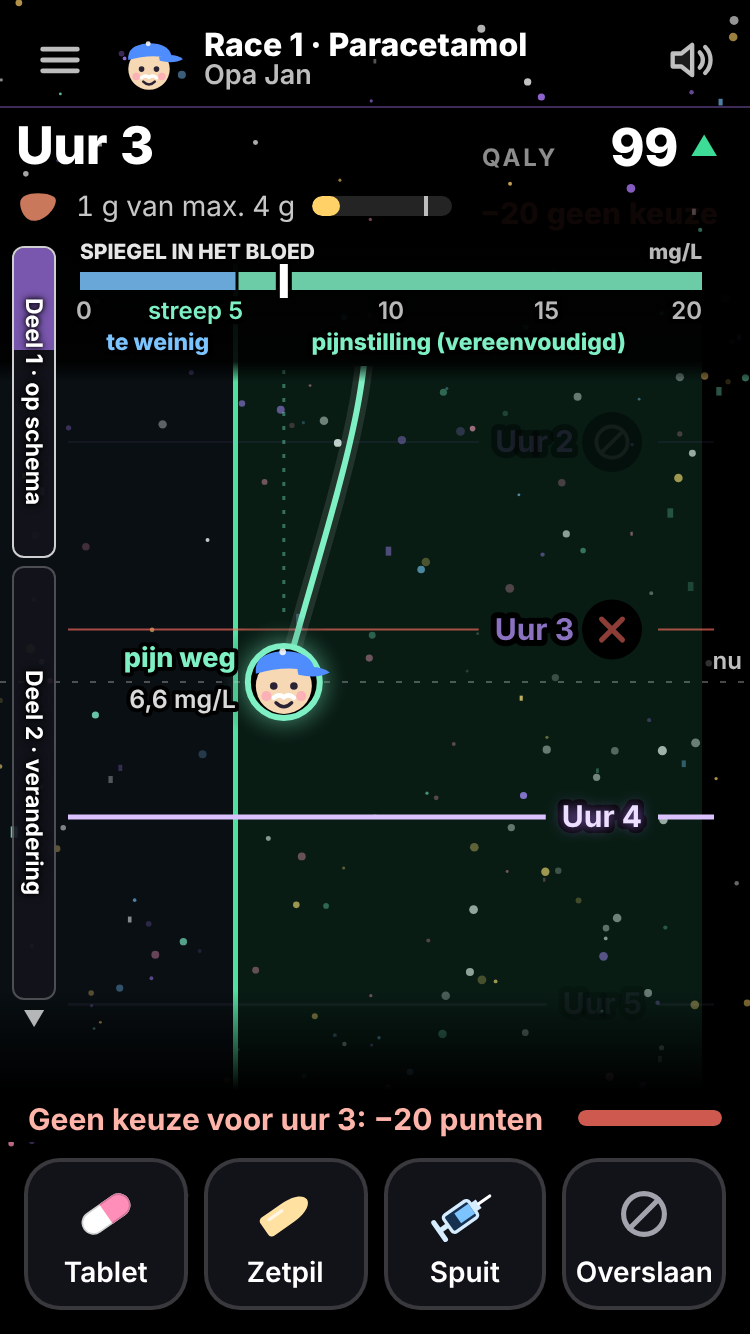 Race 1 · Paracetamol
Opa Jan
Uur 3
QALY 99
1 g van max. 4 g
−20 geen keuze
SPIEGEL IN HET BLOED mg/L
0 streep 5 10 15 20
te weinig pijnstilling (vereenvoudigd)
Deel 1 · op schema
Uur 2
Uur 3
pijn weg
nu
6,6 mg/L
Deel 2 · verandering
Uur 4
Uur 5
Geen keuze voor uur 3: −20 punten
Tablet Zetpil Spuit Overslaan